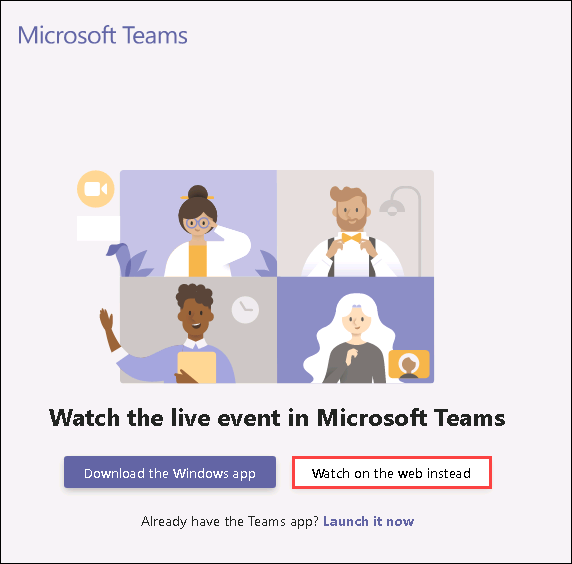 Microsoft Teams
Watch the live event in Microsoft Teams
Download the Windows app
Watch on the web instead
Already have the Teams app? Launch it now